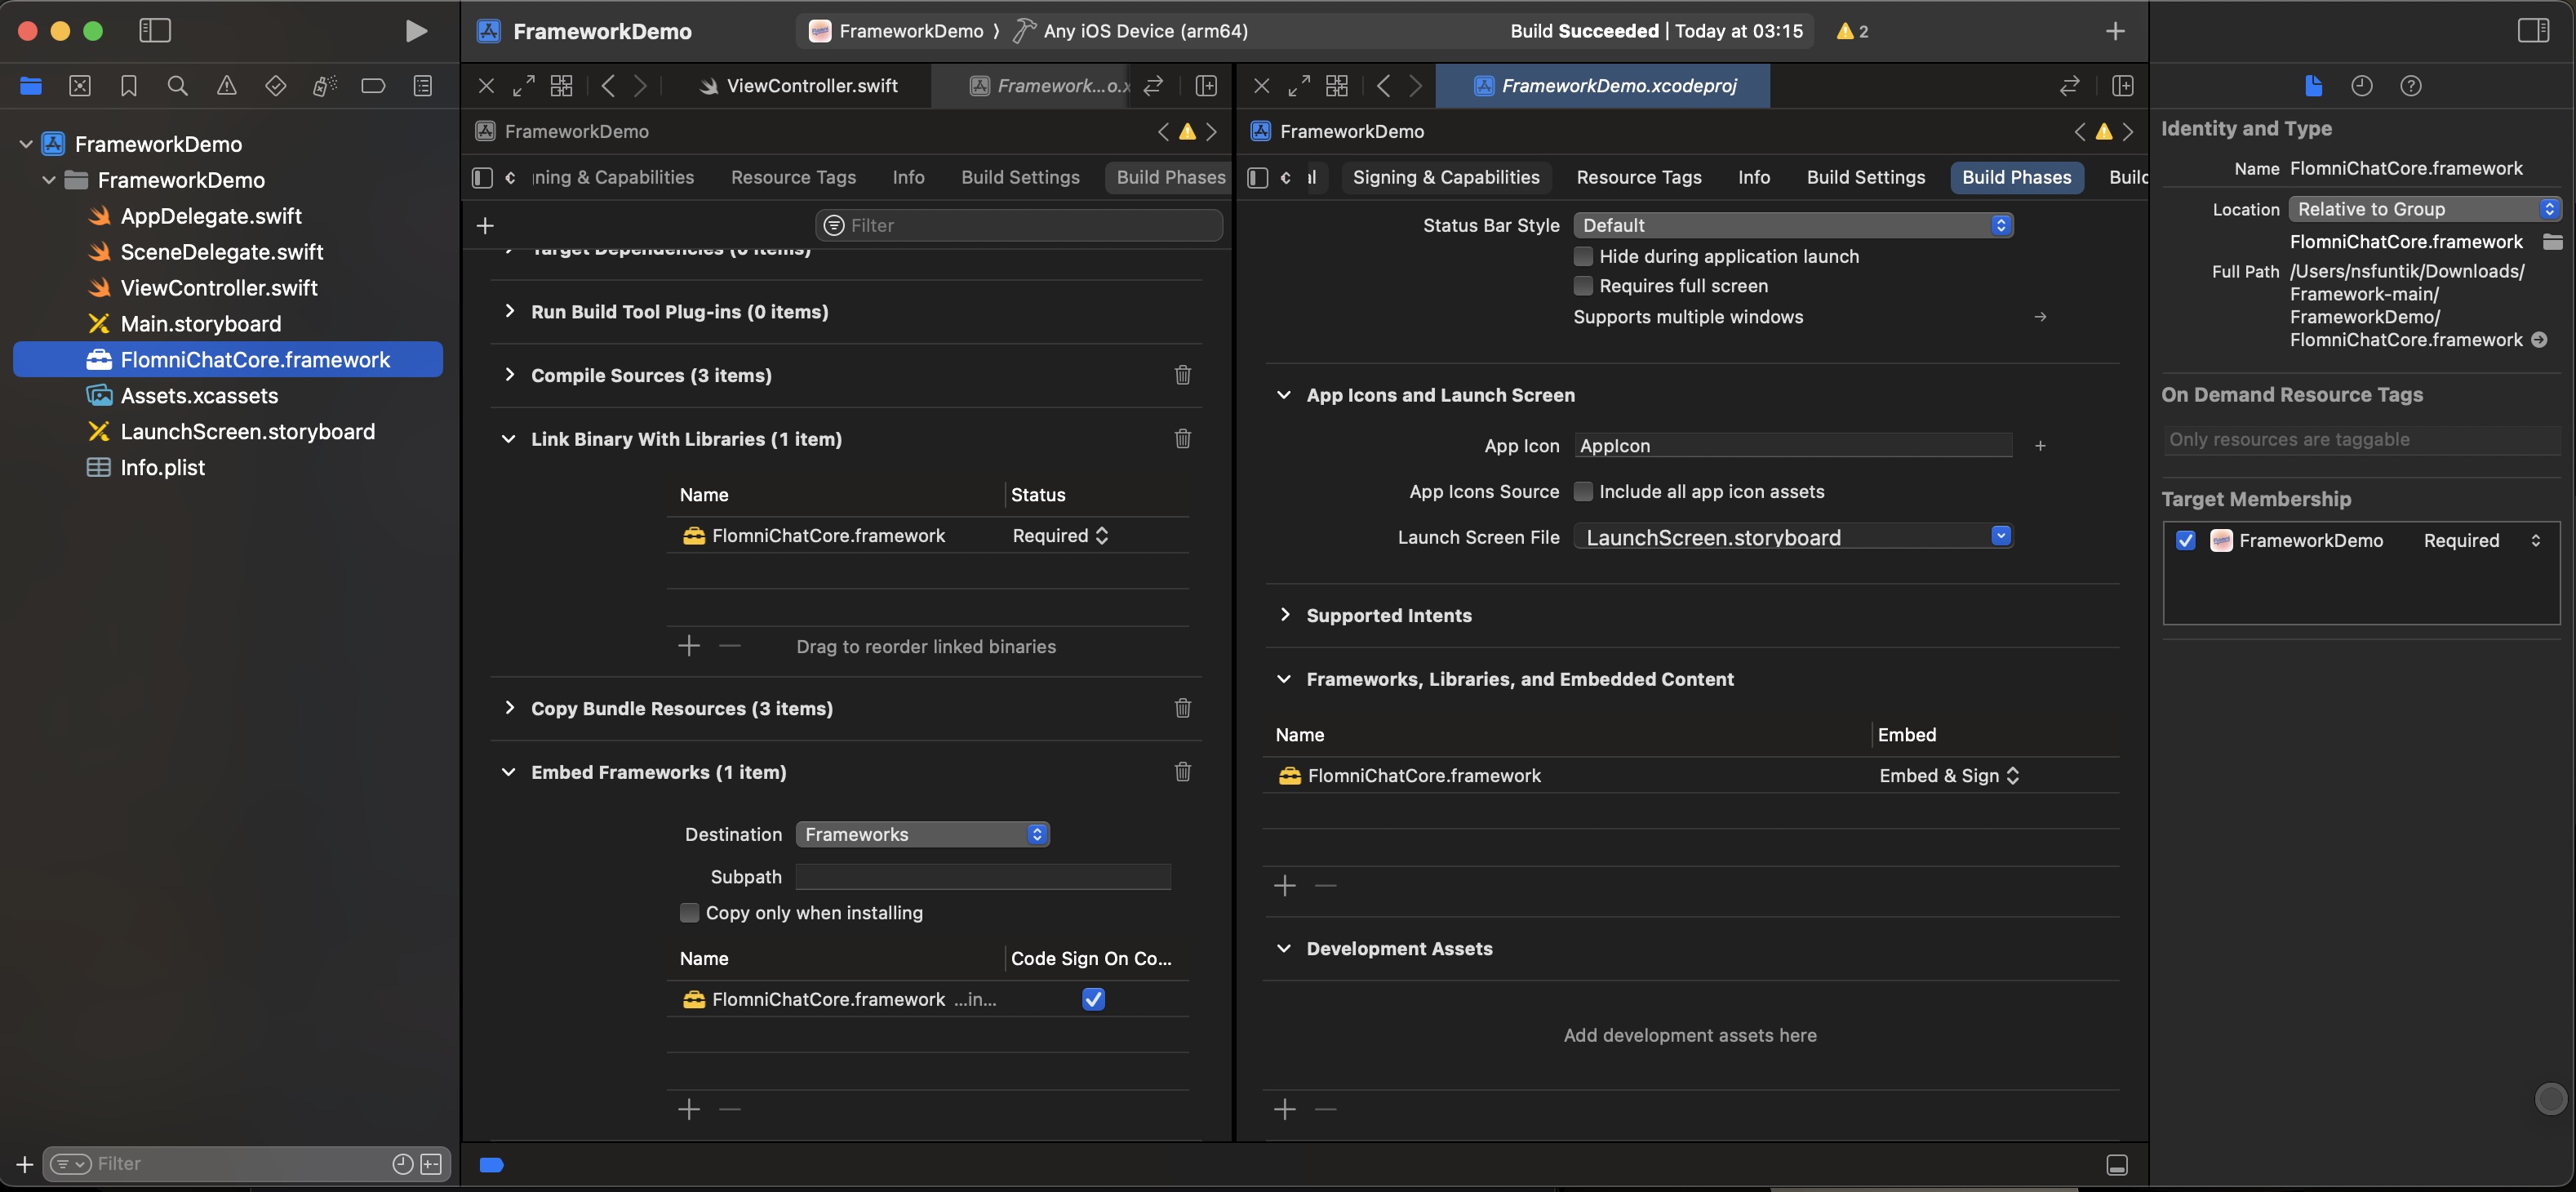 FrameworkDemo
FrameworkDemo
Any iOS Device (arm64)
Build Succeeded | Today at 03:15
2
ViewController.swift
Framework...o.x
FrameworkDemo.xcodeproj
FrameworkDemo
FrameworkDemo
AppDelegate.swift
SceneDelegate.swift
ViewController.swift
Main.storyboard
FlomniChatCore.framework
Assets.xcassets
LaunchScreen.storyboard
Info.plist
Filter
FrameworkDemo
ning & Capabilities
Resource Tags
Info
Build Settings
Build Phases
Filter
Target Dependencies (0 items)
Run Build Tool Plug-ins (0 items)
Compile Sources (3 items)
Link Binary With Libraries (1 item)
Name
Status
FlomniChatCore.framework
Required
Drag to reorder linked binaries
Copy Bundle Resources (3 items)
Embed Frameworks (1 item)
Destination
Frameworks
Subpath
Copy only when installing
Name
Code Sign On Co...
FlomniChatCore.framework ...in...
FrameworkDemo
al
Signing & Capabilities
Resource Tags
Info
Build Settings
Build Phases
Build
Status Bar Style
Default
Hide during application launch
Requires full screen
Supports multiple windows
App Icons and Launch Screen
App Icon
AppIcon
App Icons Source
Include all app icon assets
Launch Screen File
LaunchScreen.storyboard
Supported Intents
Frameworks, Libraries, and Embedded Content
Name
Embed
FlomniChatCore.framework
Embed & Sign
Development Assets
Add development assets here
Identity and Type
Name FlomniChatCore.framework
Location Relative to Group
FlomniChatCore.framework
Full Path /Users/nsfuntik/Downloads/
Framework-main/
FrameworkDemo/
FlomniChatCore.framework
On Demand Resource Tags
Only resources are taggable
Target Membership
FrameworkDemo Required